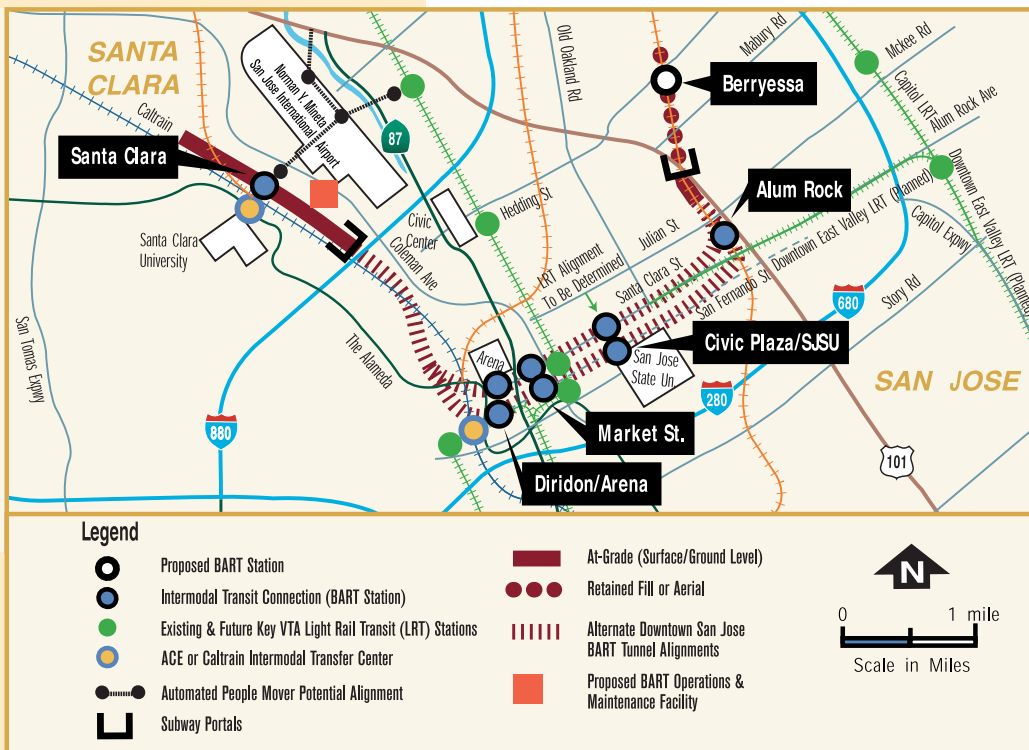 SANTA
CLARA
Caltrain
Norman Y. Mineta
San Jose International
Airport
Old Oakland Rd
Mabury Rd
Mckee Rd
Capitol LRT
Alum Rock Ave
Berryessa
87
Santa Clara
Alum Rock
Downtown East Valley LRT (Planned)
Hedding St
Civic
Center
Julian St
Capitol Expwy
Santa Clara
University
Coleman Ave
LRT Alignment
To Be Determined
Santa Clara St.
San Fernando St.
Downtown East Valley LRT (Planned)
Story Rd
680
San Tomas Expwy
The Alameda
Arena
San Jose
State Un.
Civic Plaza/SJSU
SAN JOSE
280
880
Market St.
101
Diridon/Arena
Legend
Proposed BART Station
Intermodal Transit Connection (BART Station)
Existing & Future Key VTA Light Rail Transit (LRT) Stations
ACE or Caltrain Intermodal Transfer Center
Automated People Mover Potential Alignment
Subway Portals
At-Grade (Surface/Ground Level)
Retained Fill or Aerial
Alternate Downtown San Jose
BART Tunnel Alignments
Proposed BART Operations &
Maintenance Facility
N
0 1 mile
Scale in Miles